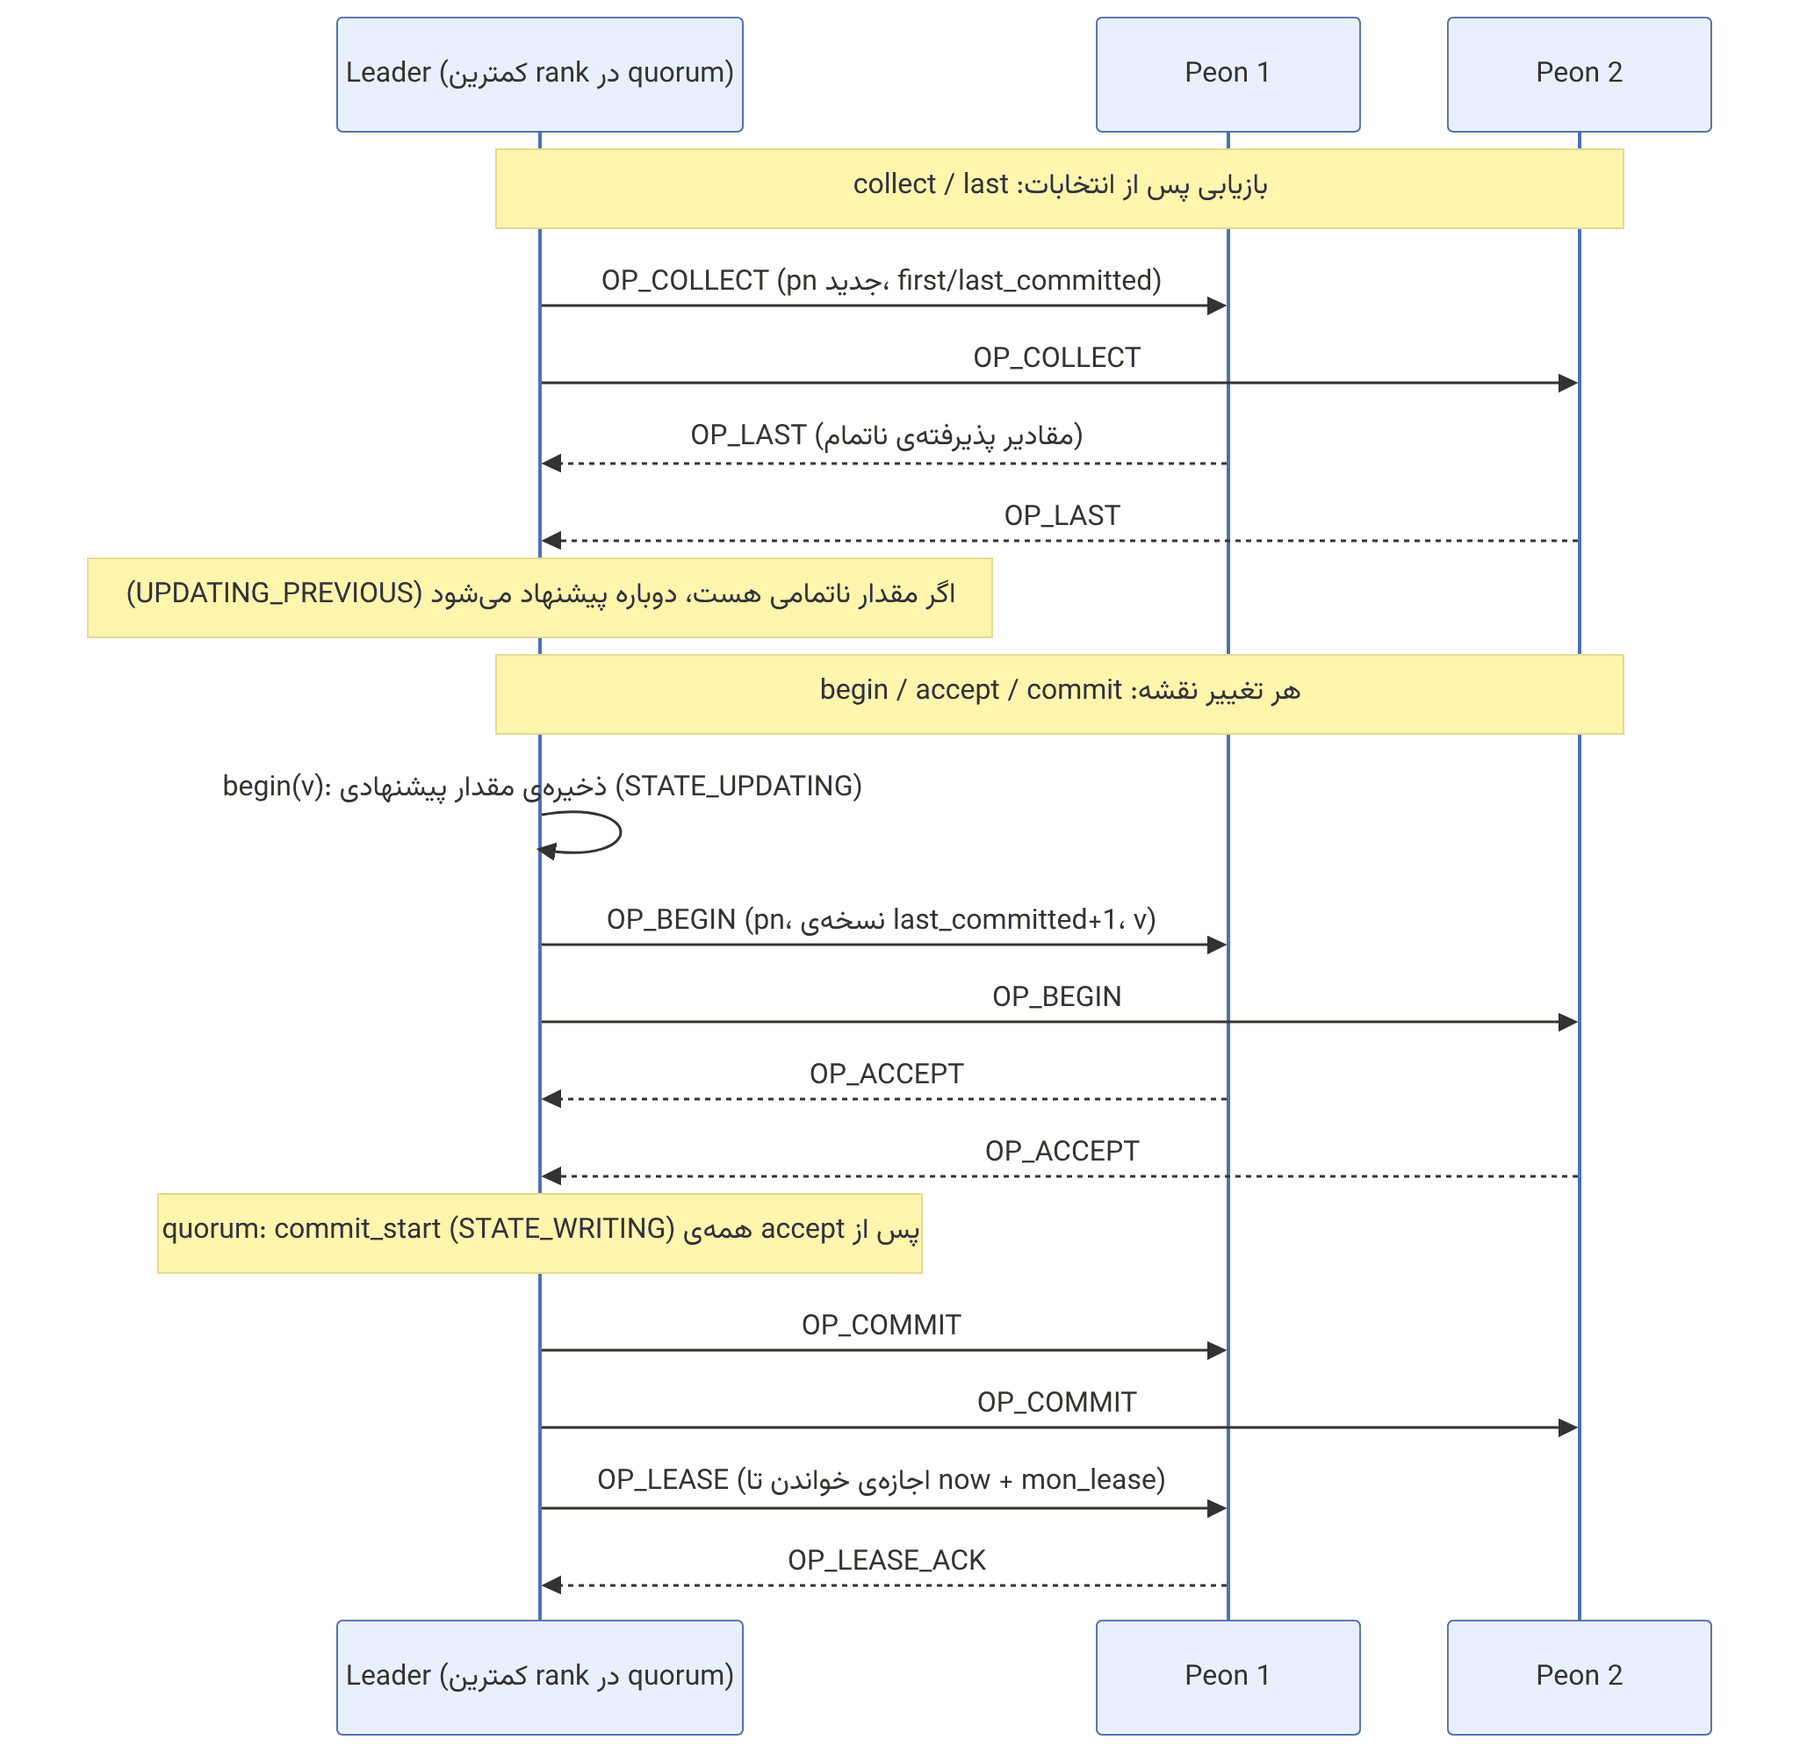 Leader (کمترین rank در quorum)
Peon 1
Peon 2
بازیابی پس از انتخابات: collect / last
OP_COLLECT (pn جدید، first/last_committed)
OP_COLLECT
OP_LAST (مقادیر پذیرفته‌ی ناتمام)
OP_LAST
اگر مقدار ناتمامی هست، دوباره پیشنهاد می‌شود (UPDATING_PREVIOUS)
هر تغییر نقشه: begin / accept / commit
begin(v): ذخیره‌ی مقدار پیشنهادی (STATE_UPDATING)
OP_BEGIN (pn، نسخه‌ی last_committed+1، v)
OP_BEGIN
OP_ACCEPT
OP_ACCEPT
پس از accept همه‌ی quorum: commit_start (STATE_WRITING)
OP_COMMIT
OP_COMMIT
OP_LEASE (اجازه‌ی خواندن تا now + mon_lease)
OP_LEASE_ACK
Leader (کمترین rank در quorum)
Peon 1
Peon 2